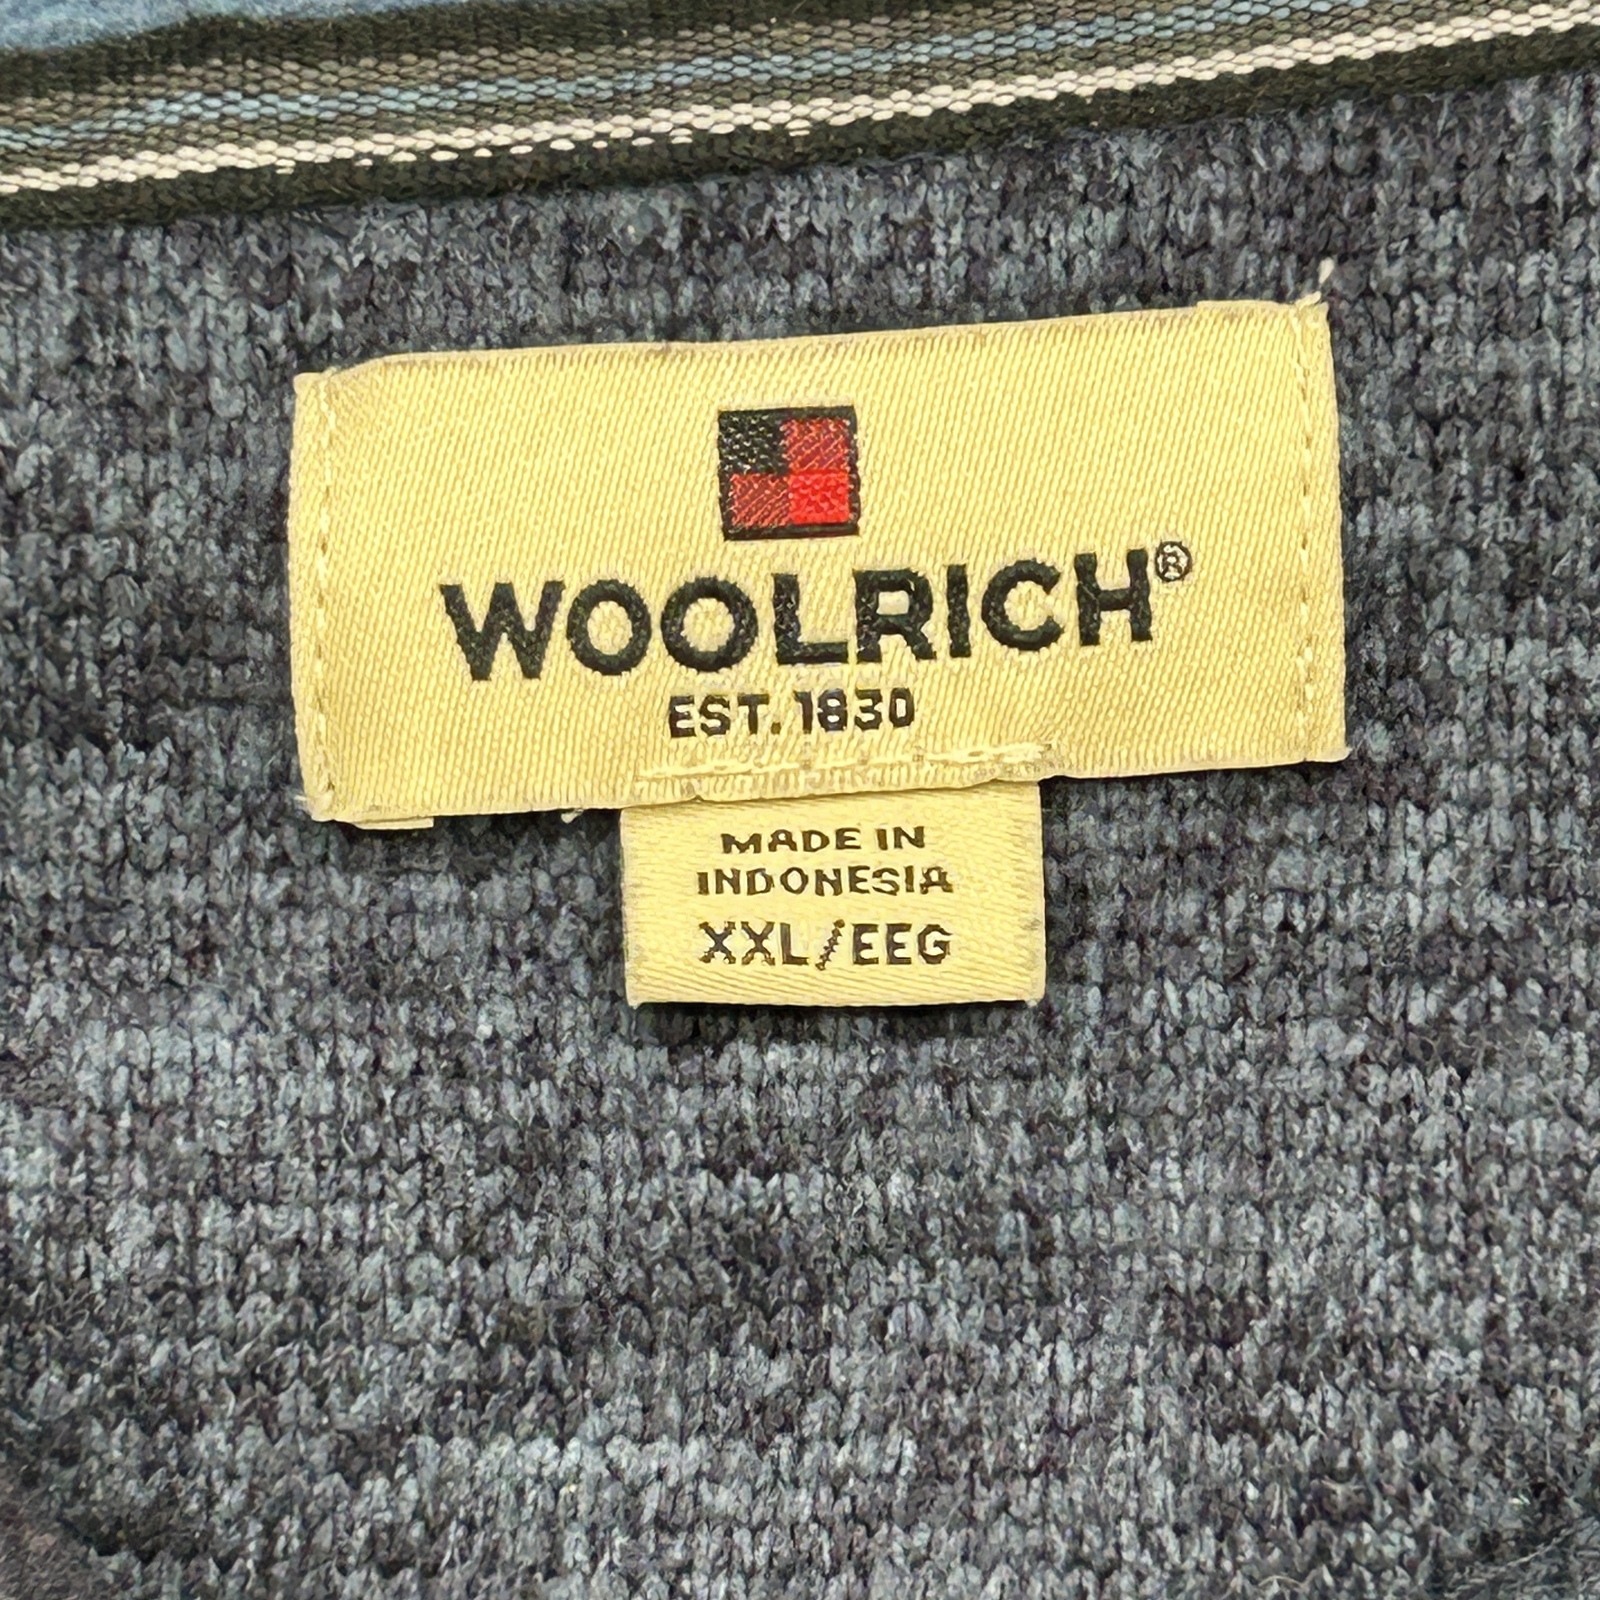 WOOLRICH®
EST. 1830
MADE IN
INDONESIA
XXL/EEG